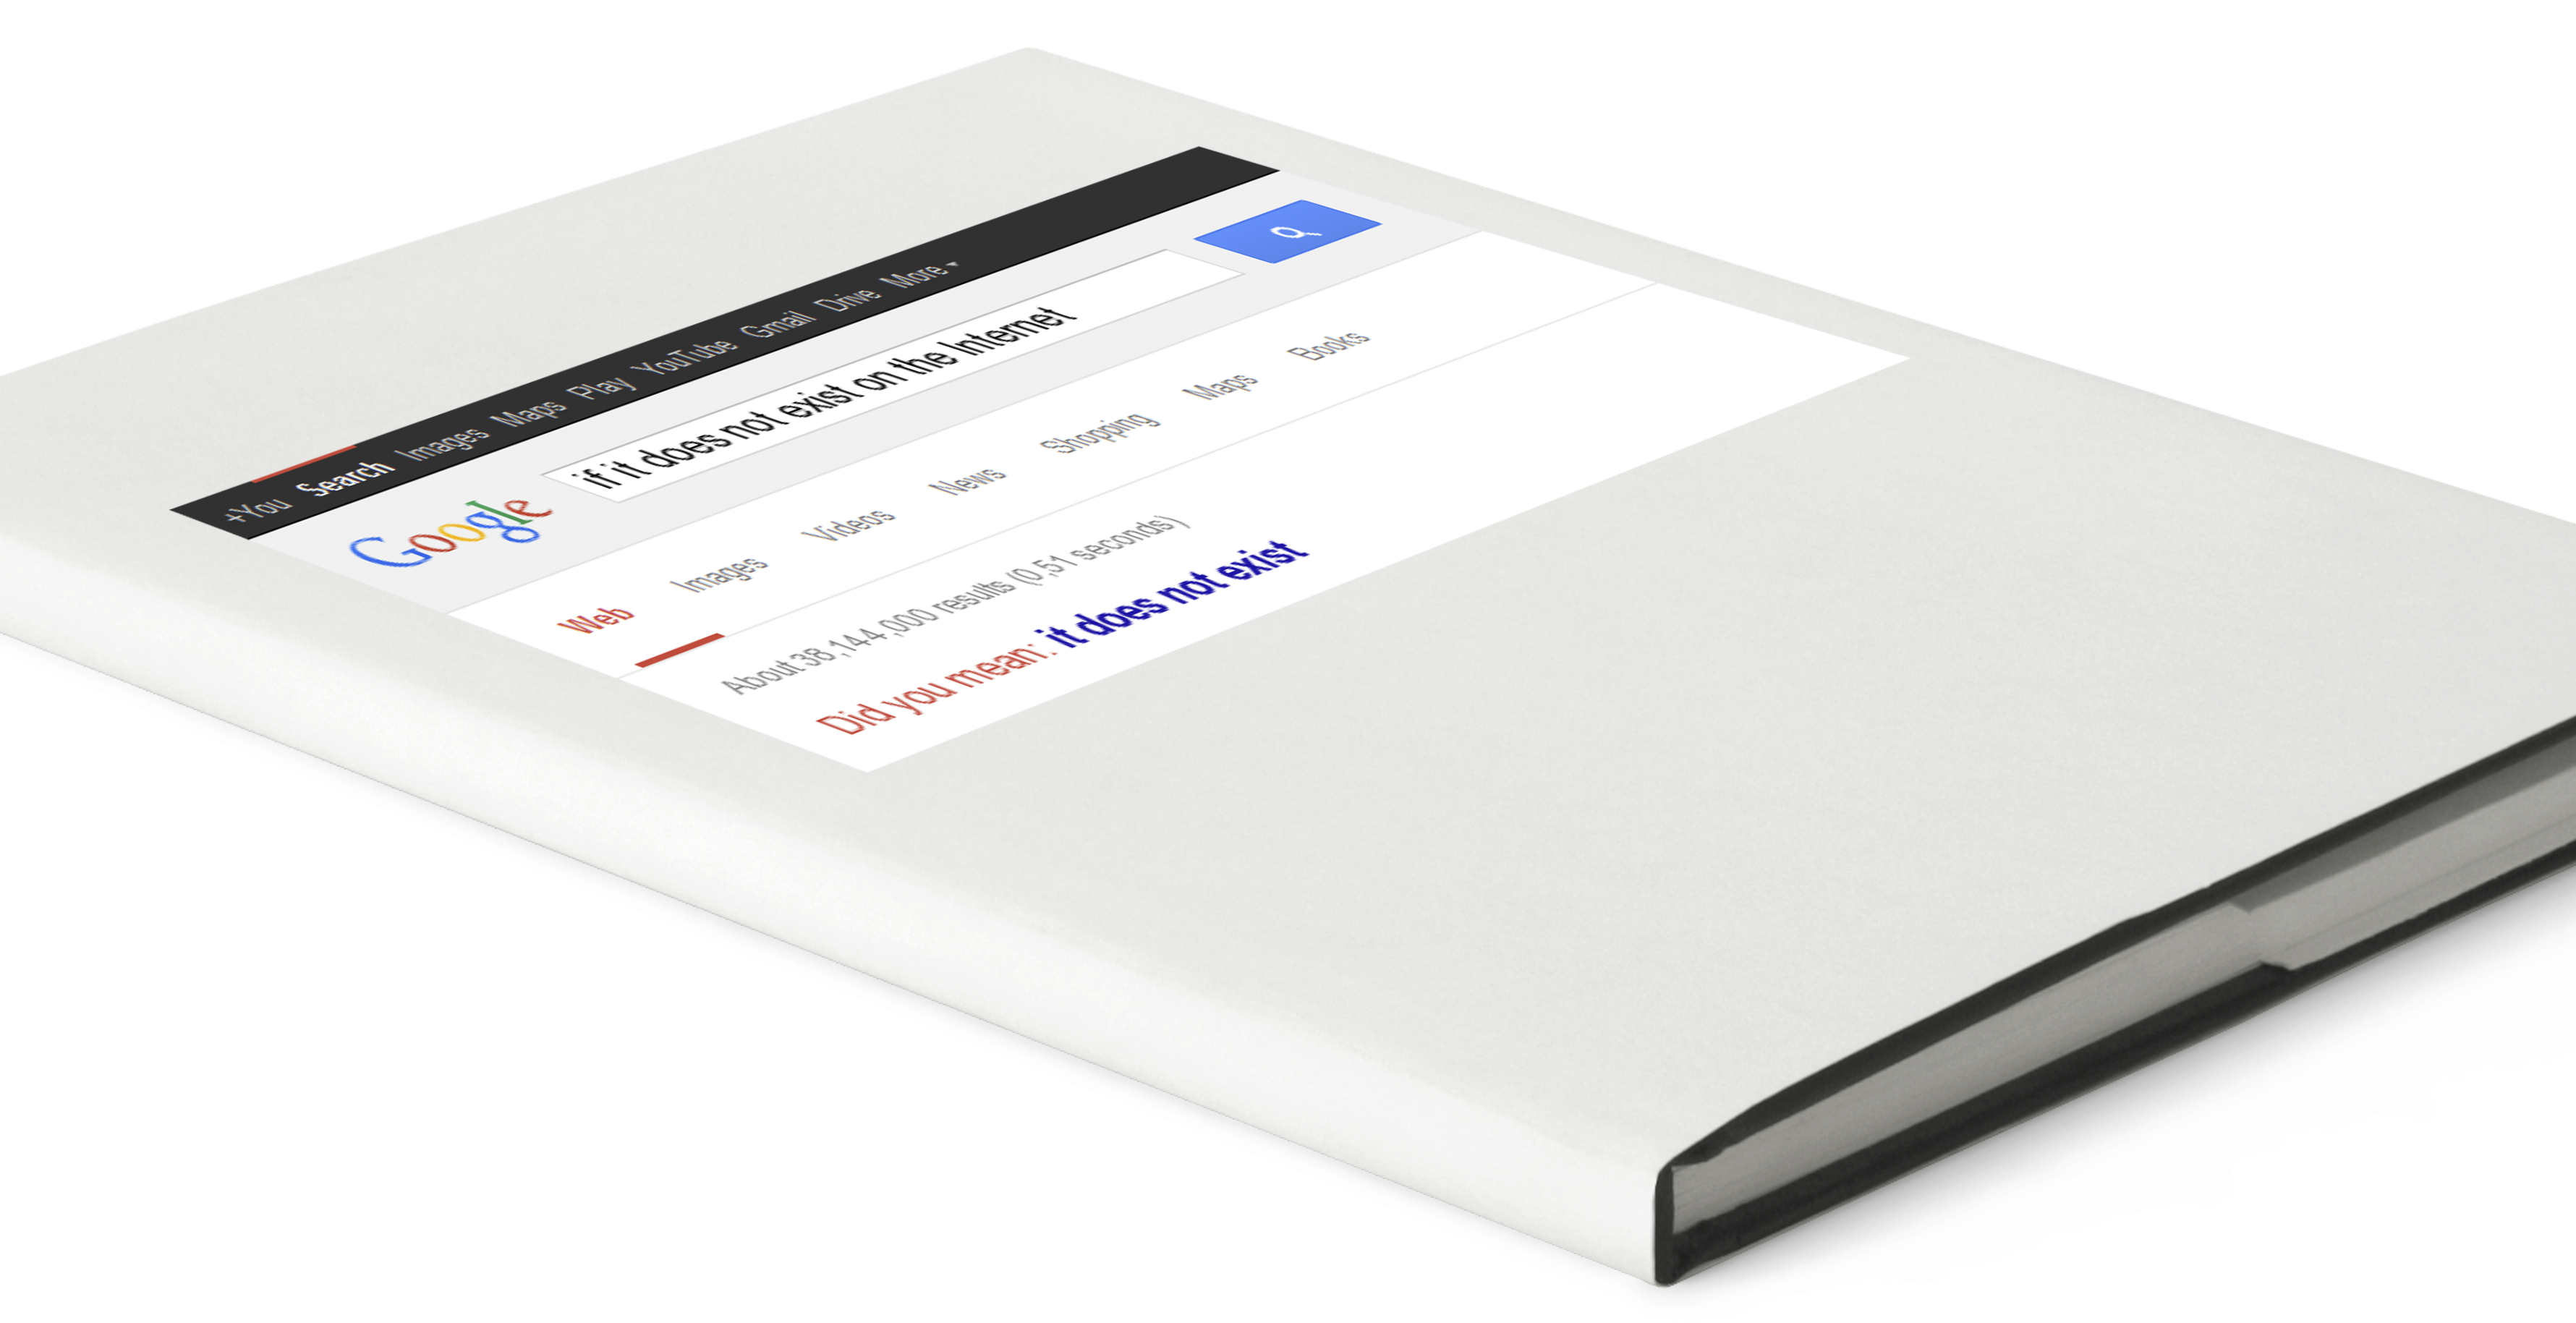 +You Search Images Maps Play YouTube Gmail Drive More
Google if it does not exist on the Internet
Web Images Videos News Shopping Maps Books
About 38,144,000 results (0,51 seconds)
Did you mean: it does not exist